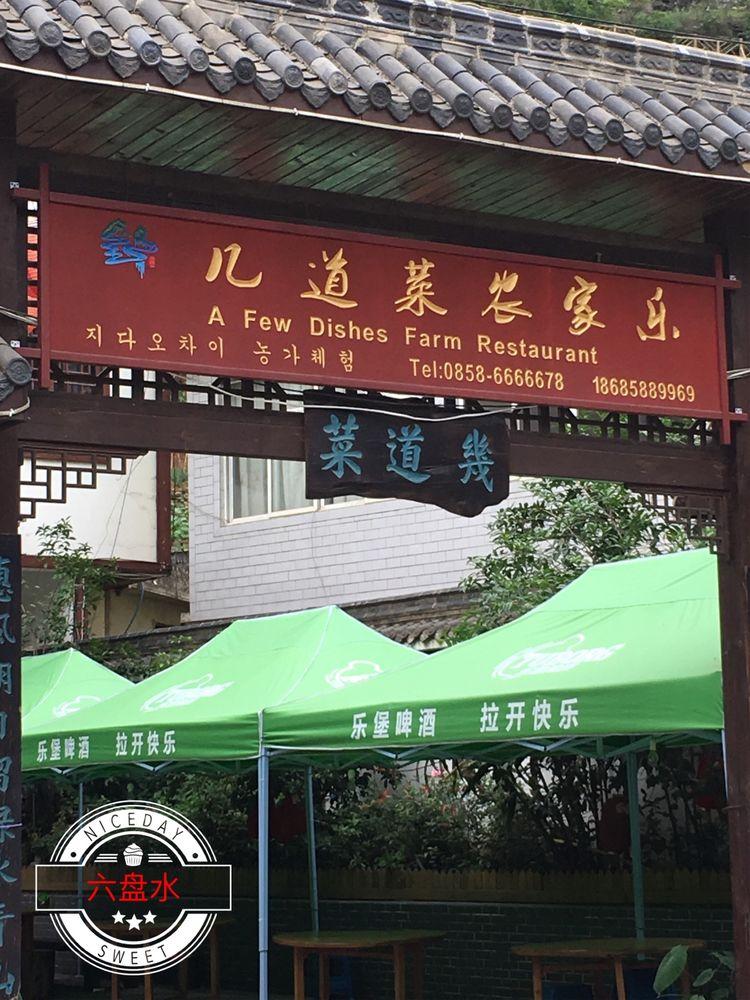 几道菜农家乐
A Few Dishes Farm Restaurant
지다오차이 농가체험 Tel:0858-6666678 18685889969
菜道幾
Tuborg
乐堡啤酒 拉开快乐
乐堡啤酒 拉开快乐
NICEDAY
六盘水
SWEET